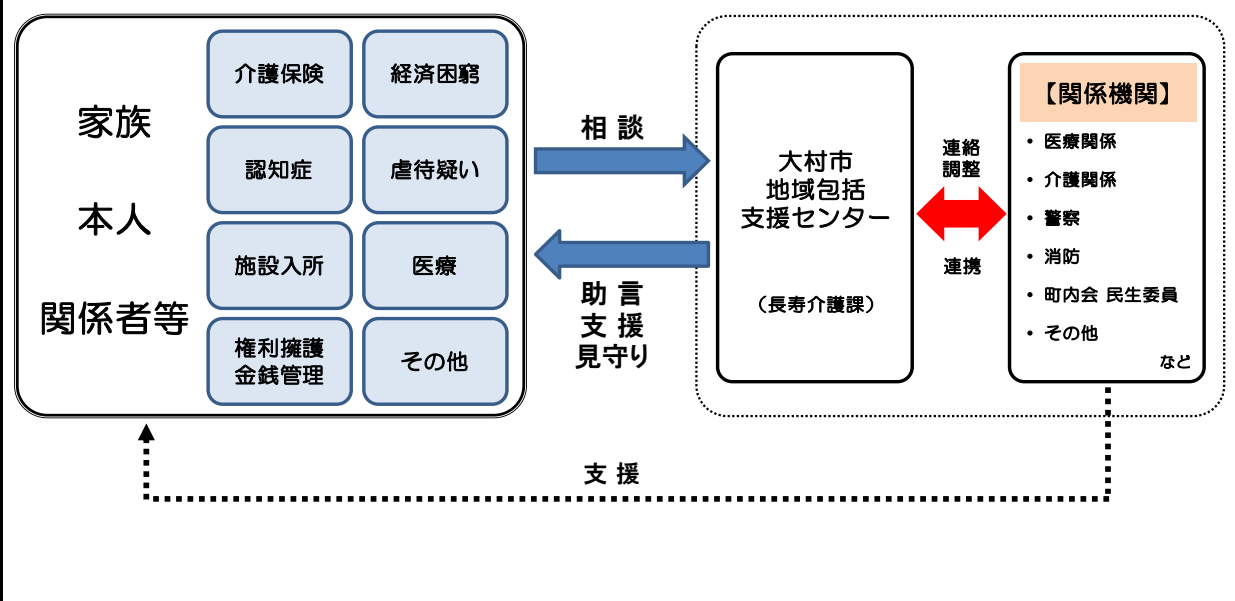 家族
本人
関係者等
介護保険
経済困窮
認知症
虐待疑い
施設入所
医療
権利擁護
金銭管理
その他
相 談
助 言
支 援
見守り
大村市
地域包括
支援センター
（長寿介護課）
連絡
調整
連携
【関係機関】
・ 医療関係
・ 介護関係
・ 警察
・ 消防
・ 町内会 民生委員
・ その他
など
支 援